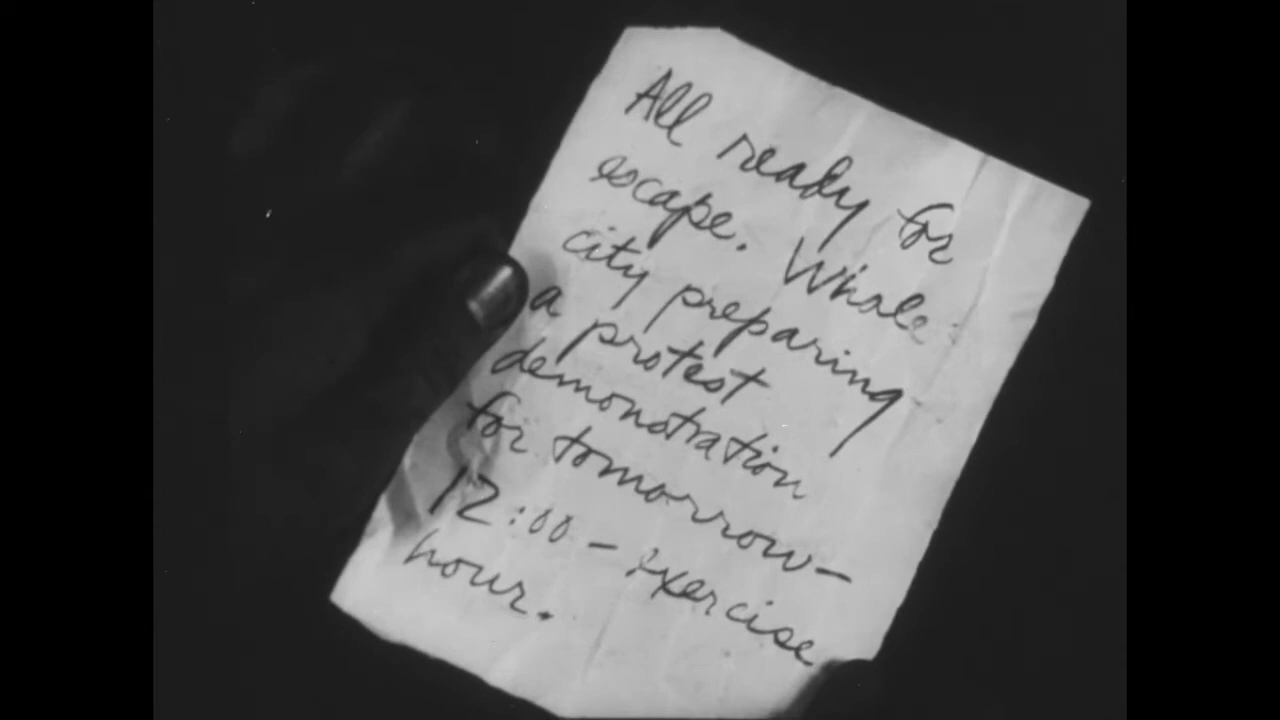 All ready for
escape. Whole
city preparing
a protest
demonstration
for tomorrow—
12:00 – exercise
hour.